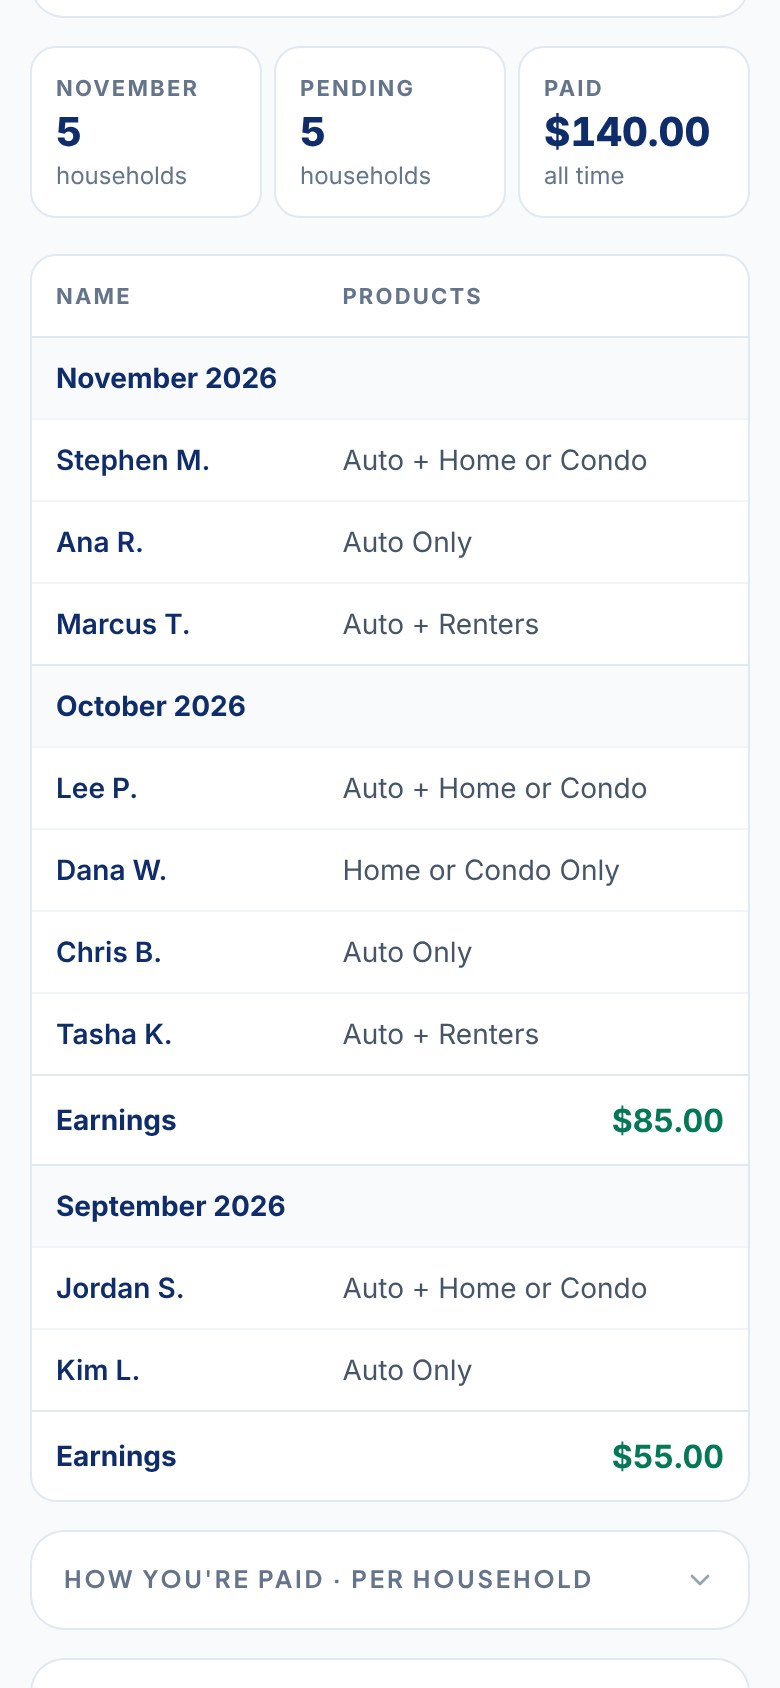 NOVEMBER
5
households
PENDING
5
households
PAID
$140.00
all time
NAME PRODUCTS
November 2026
Stephen M. Auto + Home or Condo
Ana R. Auto Only
Marcus T. Auto + Renters
October 2026
Lee P. Auto + Home or Condo
Dana W. Home or Condo Only
Chris B. Auto Only
Tasha K. Auto + Renters
Earnings $85.00
September 2026
Jordan S. Auto + Home or Condo
Kim L. Auto Only
Earnings $55.00
HOW YOU'RE PAID · PER HOUSEHOLD